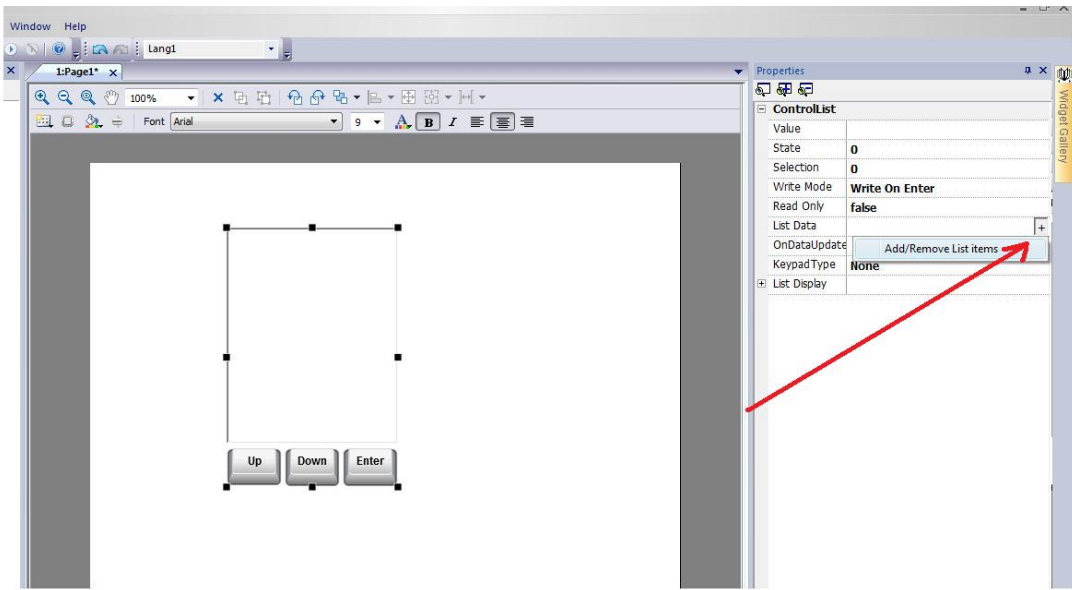 Window Help
Lang1
1:Page1*
Properties
100%
Font Arial 9 A B I
ControlList
Value
State 0
Selection 0
Write Mode Write On Enter
Read Only false
List Data +
OnDataUpdate Add/Remove List items
KeypadType None
List Display
Widget Gallery
Up Down Enter